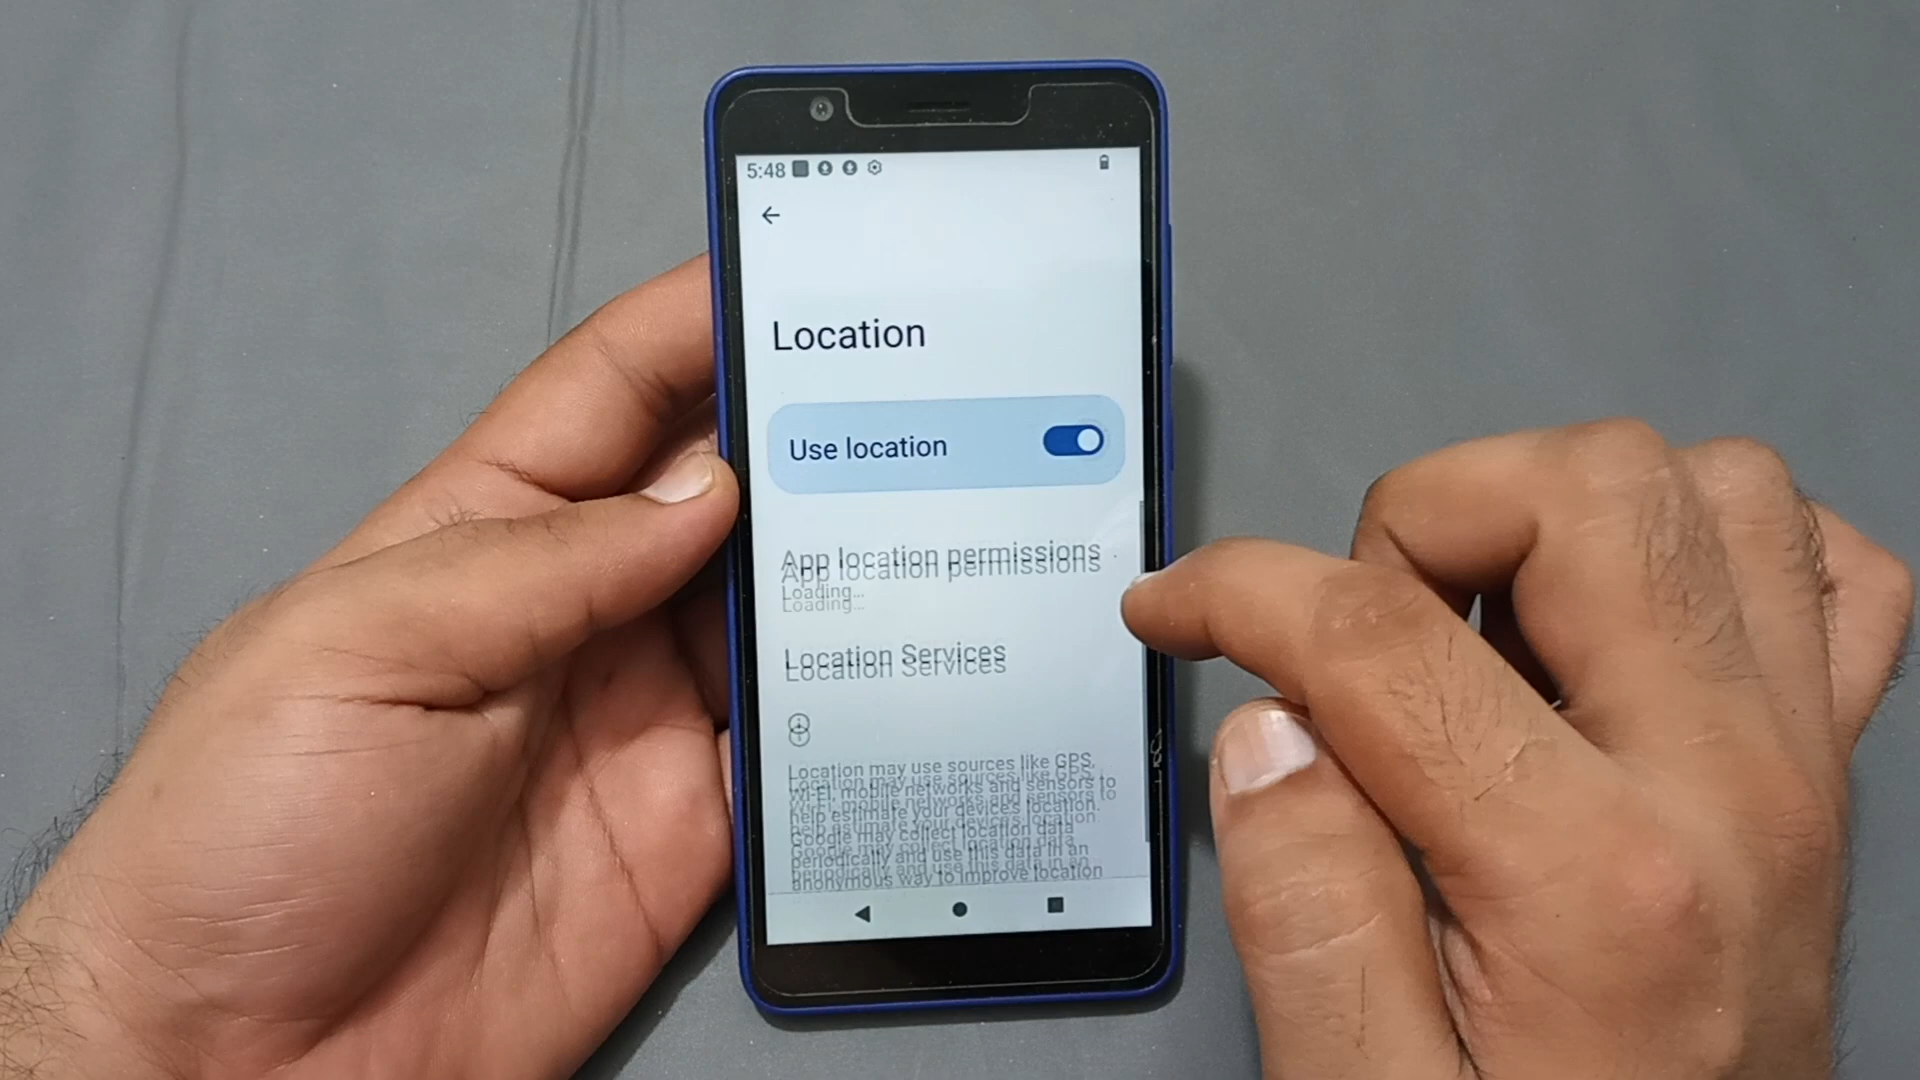 5:48
Location
Use location
App location permissions
Loading...
Location Services
Location may use sources like GPS,
Wi-Fi, mobile networks and sensors to
help estimate your device's location.
Google may collect location data
periodically and use this data in an
anonymous way to improve location